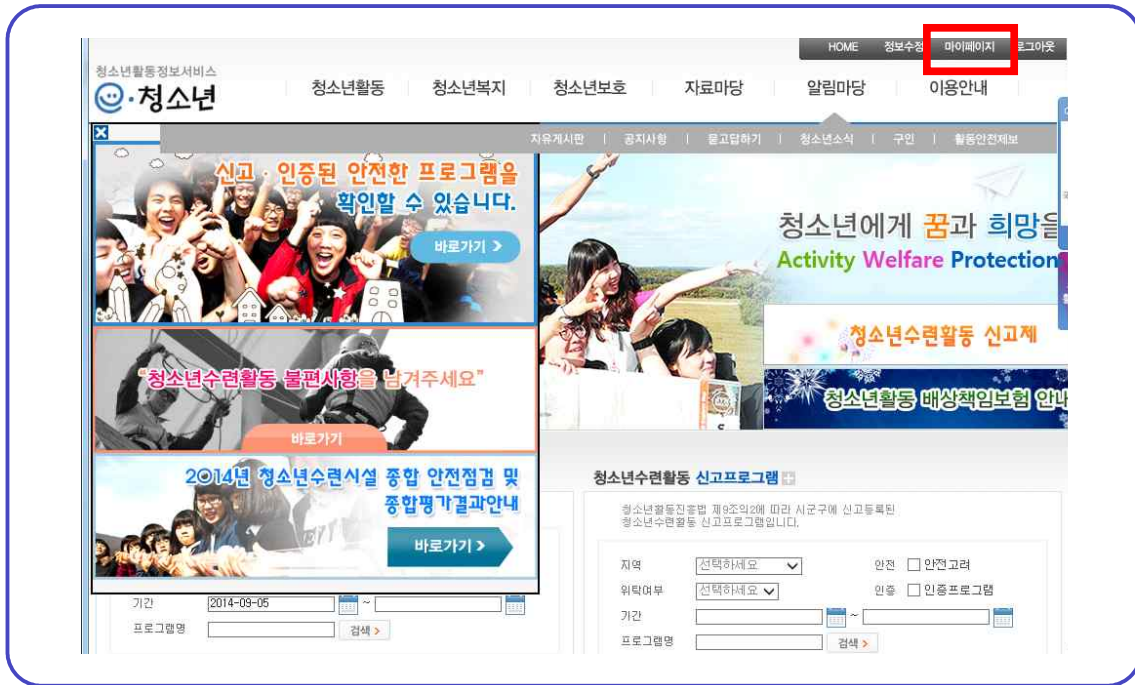 HOME 정보수정 마이페이지 로그아웃
청소년활동정보서비스
청소년
청소년활동 청소년복지 청소년보호 자료마당 알림마당 이용안내
자유게시판 | 공지사항 | 묻고답하기 | 청소년소식 | 구인 | 활동안전제보
신고·인증된 안전한 프로그램을
확인할 수 있습니다.
바로가기 >
청소년에게 꿈과 희망을
Activity Welfare Protection
청소년수련활동 신고제
"청소년수련활동 불편사항을 남겨주세요"
바로가기
청소년활동 배상책임보험 안내
2014년 청소년수련시설 종합 안전점검 및
종합평가결과안내
바로가기 >
기간 2014-09-05 ~
프로그램명 검색 >
청소년수련활동 신고프로그램
청소년활동진흥법 제9조의2에 따라 시군구에 신고등록된
청소년수련활동 신고프로그램입니다.
지역 선택하세요 안전 안전고려
위탁여부 선택하세요 인증 인증프로그램
기간 ~
프로그램명 검색 >